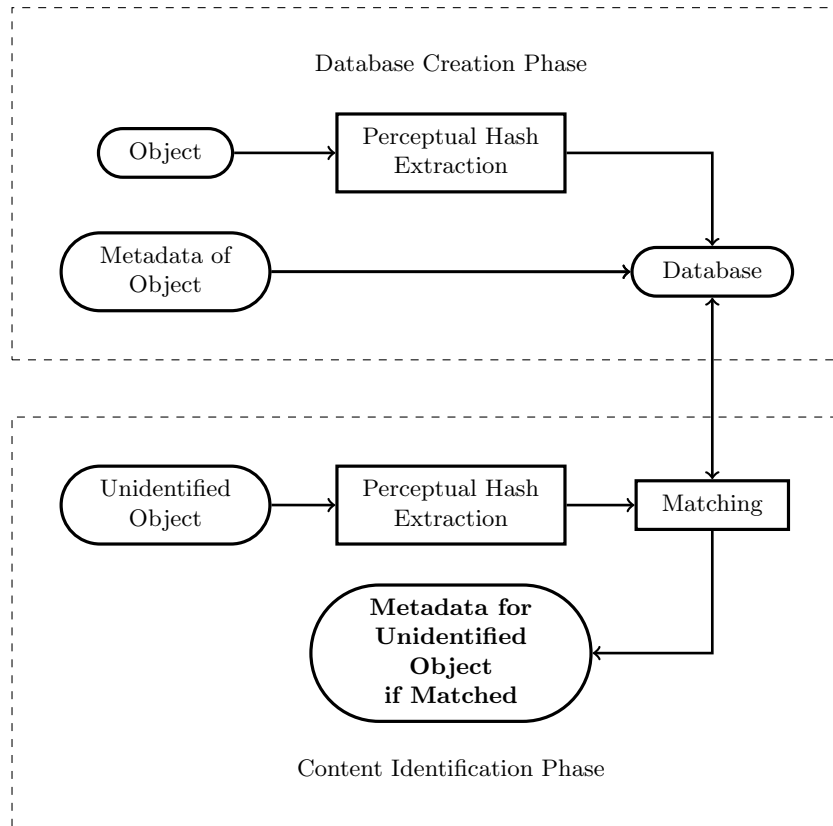 Database Creation Phase
Object
Perceptual Hash
Extraction
Metadata of
Object
Database
Unidentified
Object
Perceptual Hash
Extraction
Matching
Metadata for
Unidentified
Object
if Matched
Content Identification Phase